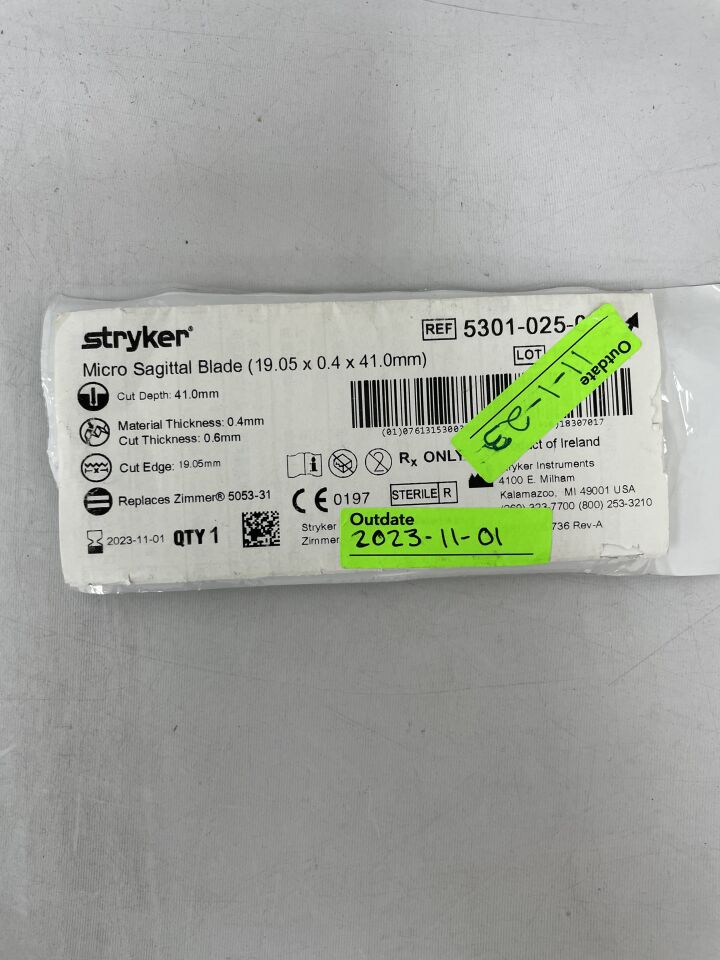 stryker®
REF 5301-025-
Micro Sagittal Blade (19.05 x 0.4 x 41.0mm)
LOT
Outdate
11-1-23
Cut Depth: 41.0mm
Material Thickness: 0.4mm
Cut Thickness: 0.6mm
Cut Edge: 19.05mm
Replaces Zimmer® 5053-31
2023-11-01 QTY 1
18307017
Rx ONLY
CE 0197
STERILE R
of Ireland
Stryker Instruments
4100 E. Milham
Kalamazoo, MI 49001 USA
(269) 323-7700 (800) 253-3210
Stryker
Zimmer
736 Rev-A
Outdate
2023-11-01